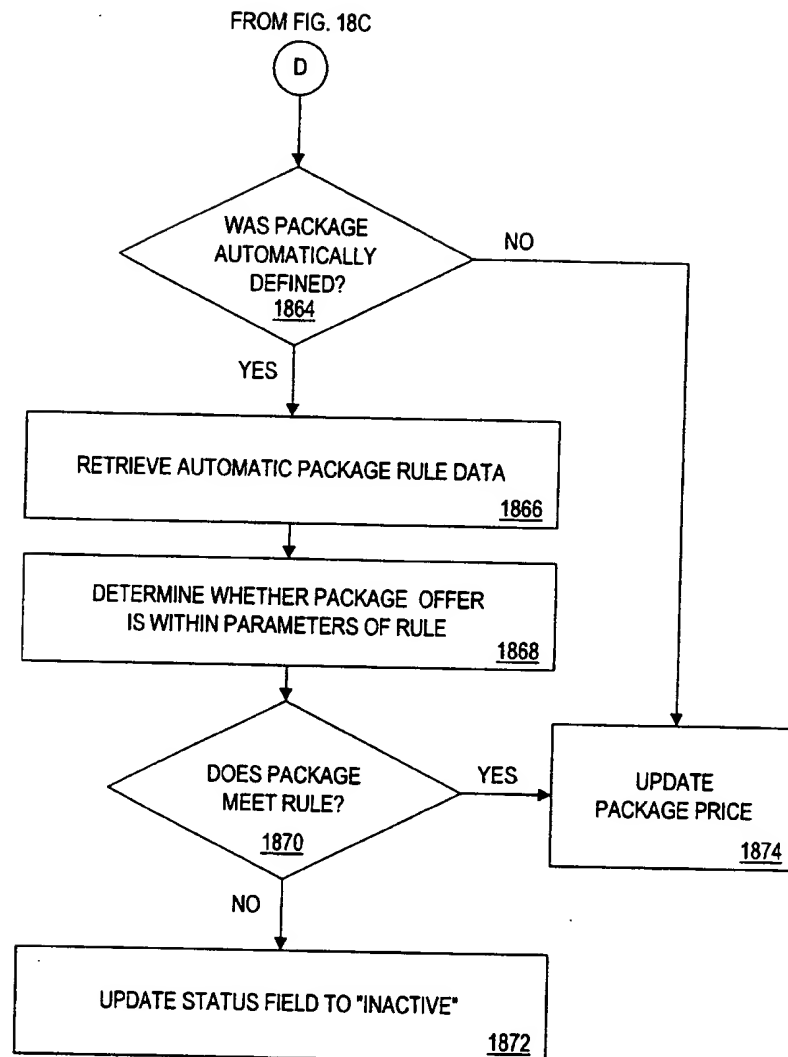 FROM FIG. 18C
D
WAS PACKAGE
AUTOMATICALLY
DEFINED?
1864
NO
YES
RETRIEVE AUTOMATIC PACKAGE RULE DATA
1866
DETERMINE WHETHER PACKAGE OFFER
IS WITHIN PARAMETERS OF RULE
1868
DOES PACKAGE
MEET RULE?
1870
YES
UPDATE
PACKAGE PRICE
1874
NO
UPDATE STATUS FIELD TO "INACTIVE"
1872